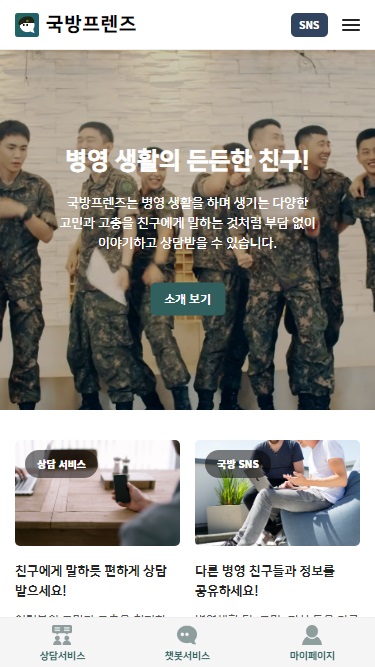 국방프렌즈
SNS
병영 생활의 든든한 친구!
국방프렌즈는 병영 생활을 하며 생기는 다양한
고민과 고충을 친구에게 말하는 것처럼 부담 없이
이야기하고 상담받을 수 있습니다.
소개 보기
상담 서비스
국방 SNS
친구에게 말하듯 편하게 상담
받으세요!
다른 병영 친구들과 정보를
공유하세요!
상담서비스
챗봇서비스
마이페이지